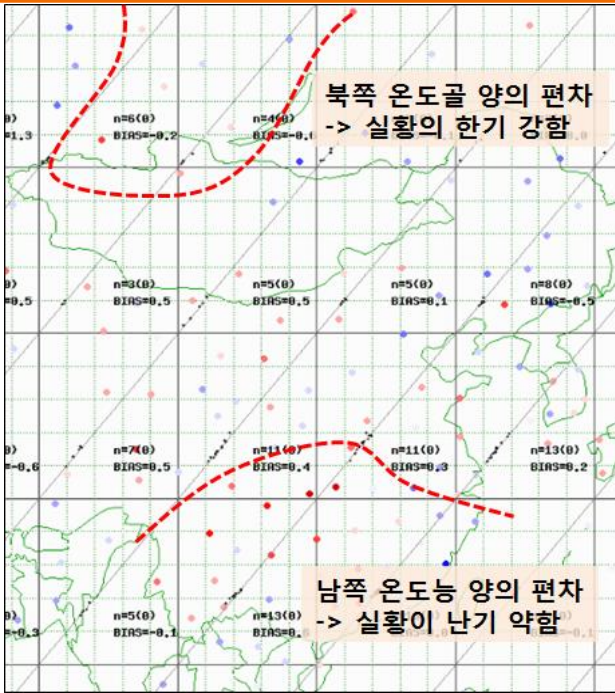 북쪽 온도골 양의 편차
-> 실황의 한기 강함
n=6(0)
BIAS=-0.2
n=3(0)
BIAS=0.5
n=5(0)
BIAS=0.5
n=5(0)
n=8(0)
BIAS=-0.5
BIAS=0.5
n=11(0)
BIAS=0.4
n=11(0)
BIAS=0.3
n=13(0)
BIAS=0.2
남쪽 온도능 양의 편차
-> 실황이 난기 약함
n=5(0)
BIAS=-0.1
n=13(0)